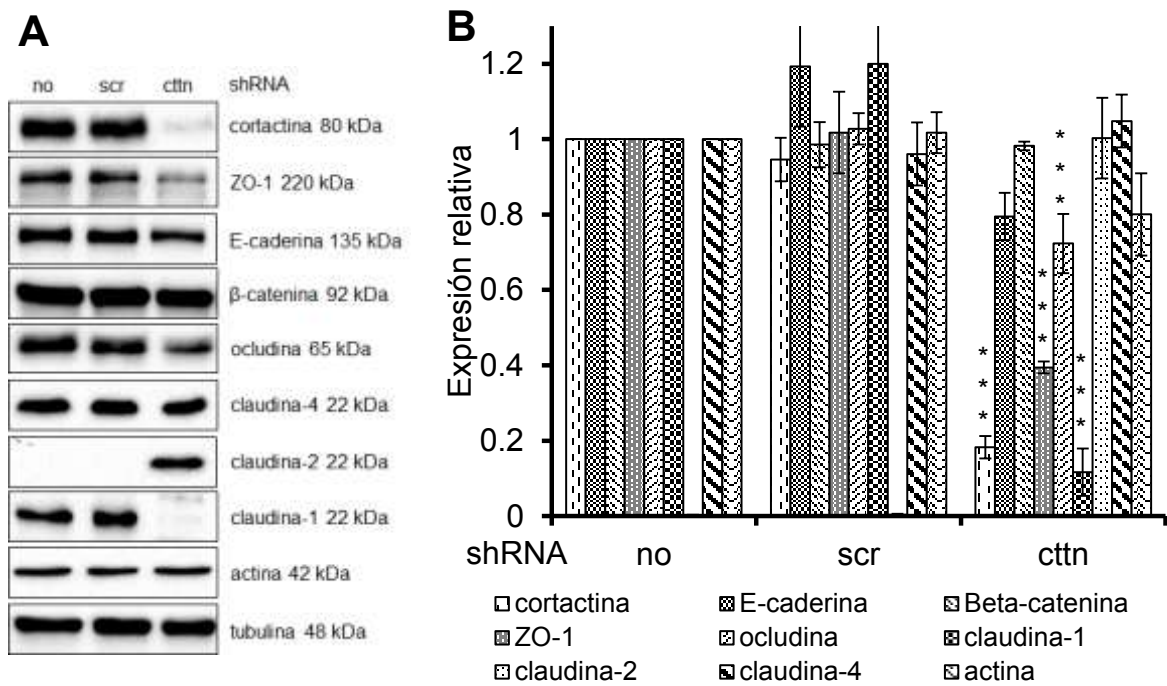 A
no scr cttn shRNA
cortactina 80 kDa
ZO-1 220 kDa
E-caderina 135 kDa
β-catenina 92 kDa
ocludina 65 kDa
claudina-4 22 kDa
claudina-2 22 kDa
claudina-1 22 kDa
actina 42 kDa
tubulina 48 kDa
B
Expresión relativa
1.2
1
0.8
0.6
0.4
0.2
0
* * *
* * *
* * *
* * *
shRNA no scr cttn
cortactina E-caderina Beta-catenina
ZO-1 ocludina claudina-1
claudina-2 claudina-4 actina